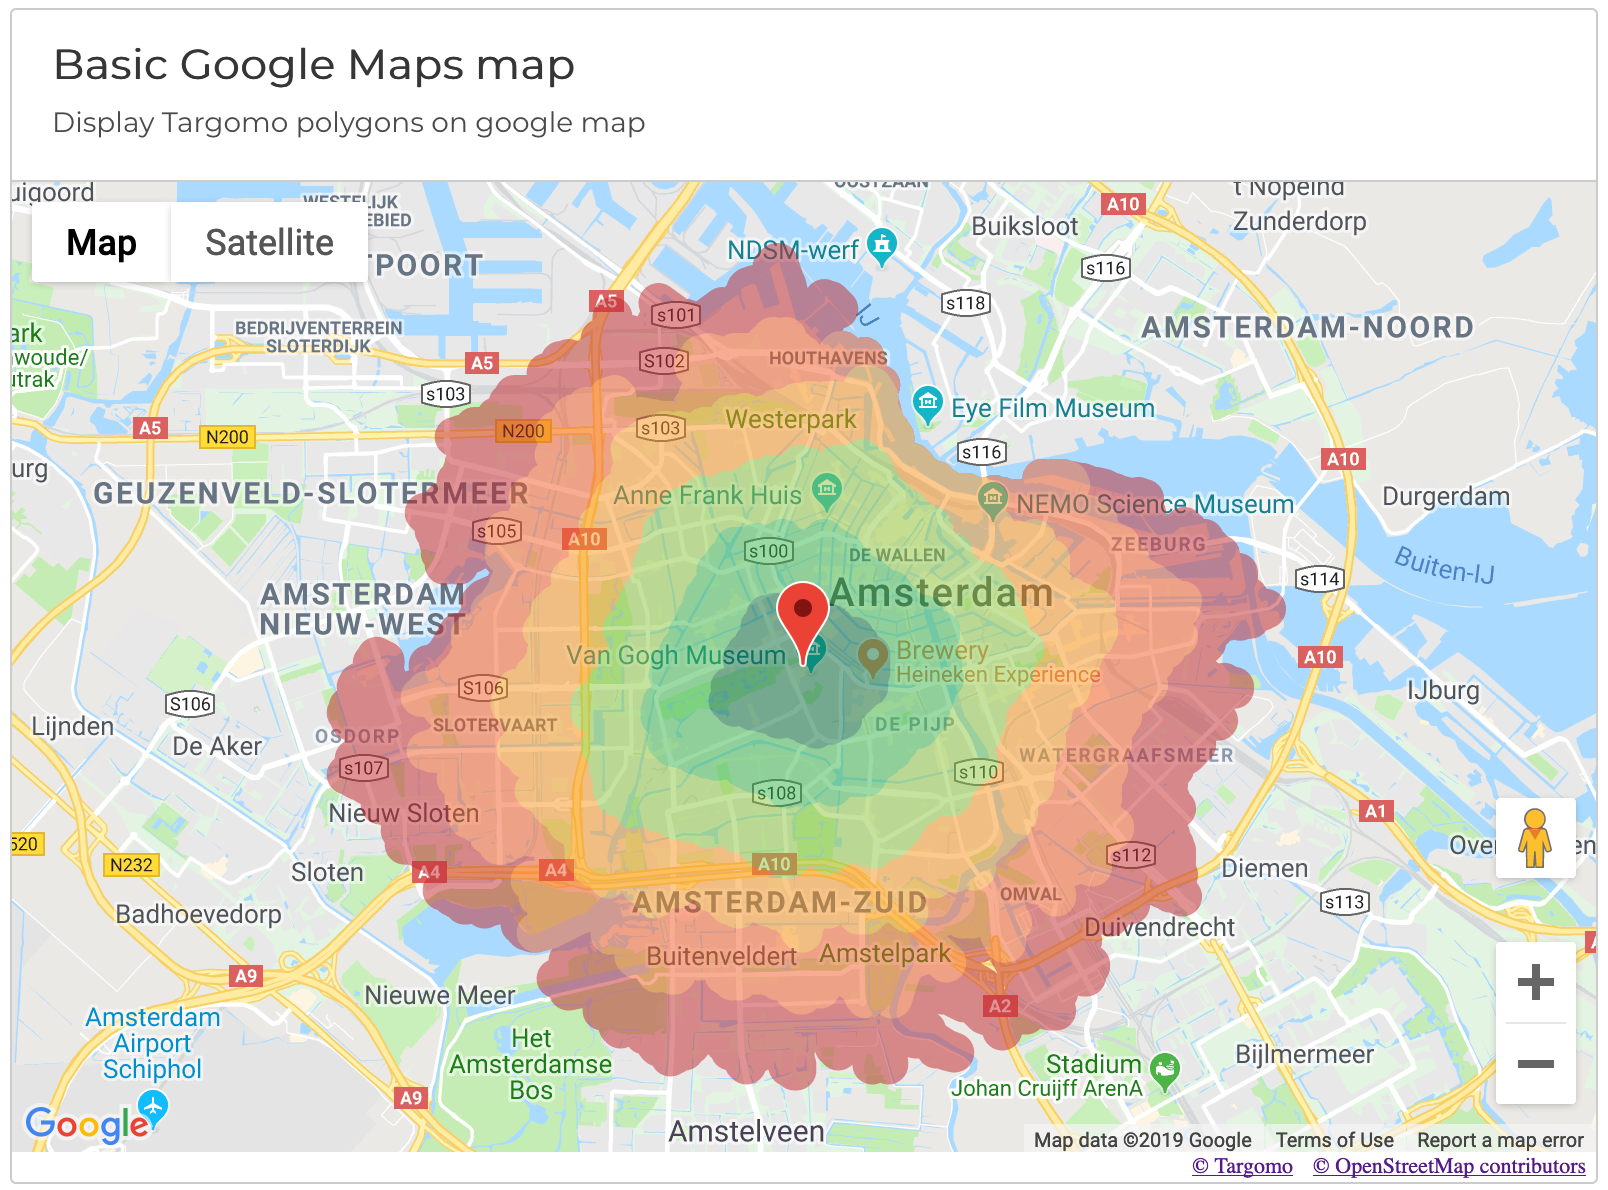 Basic Google Maps map
Display Targomo polygons on google map
uigoord
WESTELIJK
EBIED
OOSTZAAN
't Nopeind
A10
Zunderdorp
Buiksloot
Map
Satellite
NDSM-werf
TPOORT
s116
A5
s118
s101
IJ
ark
nwoude/
utrak
BEDRIJVENTERREIN
SLOTERDIJK
AMSTERDAM-NOORD
A5
S102
HOUTHAVENS
s103
Eye Film Museum
A5
N200
N200
s103
Westerpark
s116
A10
urg
GEUZENVELD-SLOTERMEER
Anne Frank Huis
NEMO Science Museum
Durgerdam
s105
A10
s100
DE WALLEN
ZEEBURG
Buiten-IJ
s114
AMSTERDAM
NIEUW-WEST
Amsterdam
Van Gogh Museum
Brewery
Heineken Experience
A10
S106
S106
IJburg
Lijnden
De Aker
OSDORP
SLOTERVAART
DE PIJP
WATERGRAAFSMEER
s107
s110
s108
Nieuw Sloten
A1
520
N232
Sloten
A4
A4
A10
s112
Diemen
Over
en
Badhoevedorp
AMSTERDAM-ZUID
OMVAL
s113
Duivendrecht
Buitenveldert
Amstelpark
A9
Nieuwe Meer
A2
Amsterdam
Airport
Schiphol
Het
Amsterdamse
Bos
Stadium
Johan Cruijff ArenA
Bijlmermeer
A9
Google
Amstelveen
Map data ©2019 Google
Terms of Use
Report a map error
© Targomo
© OpenStreetMap contributors